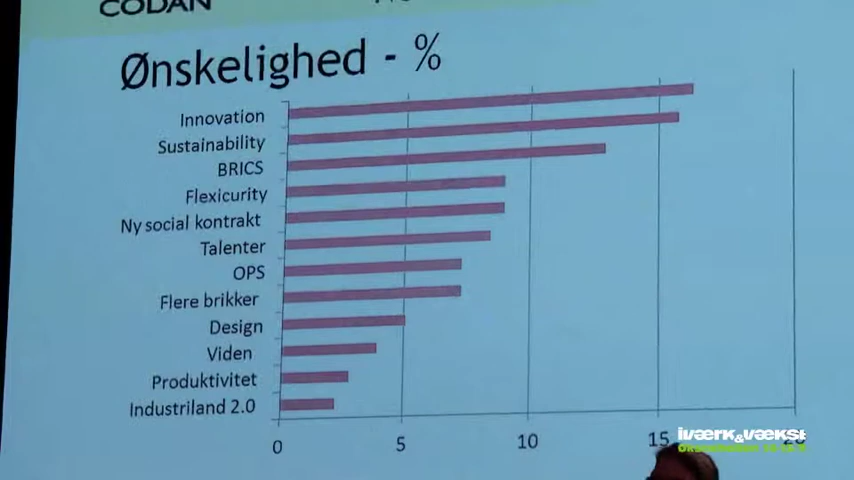 CODAN
Ønskelighed - %
Innovation
Sustainability
BRICS
Flexicurity
Ny social kontrakt
Talenter
OPS
Flere brikker
Design
Viden
Produktivitet
Industriland 2.0
0 5 10 15 20
iværk&vækst